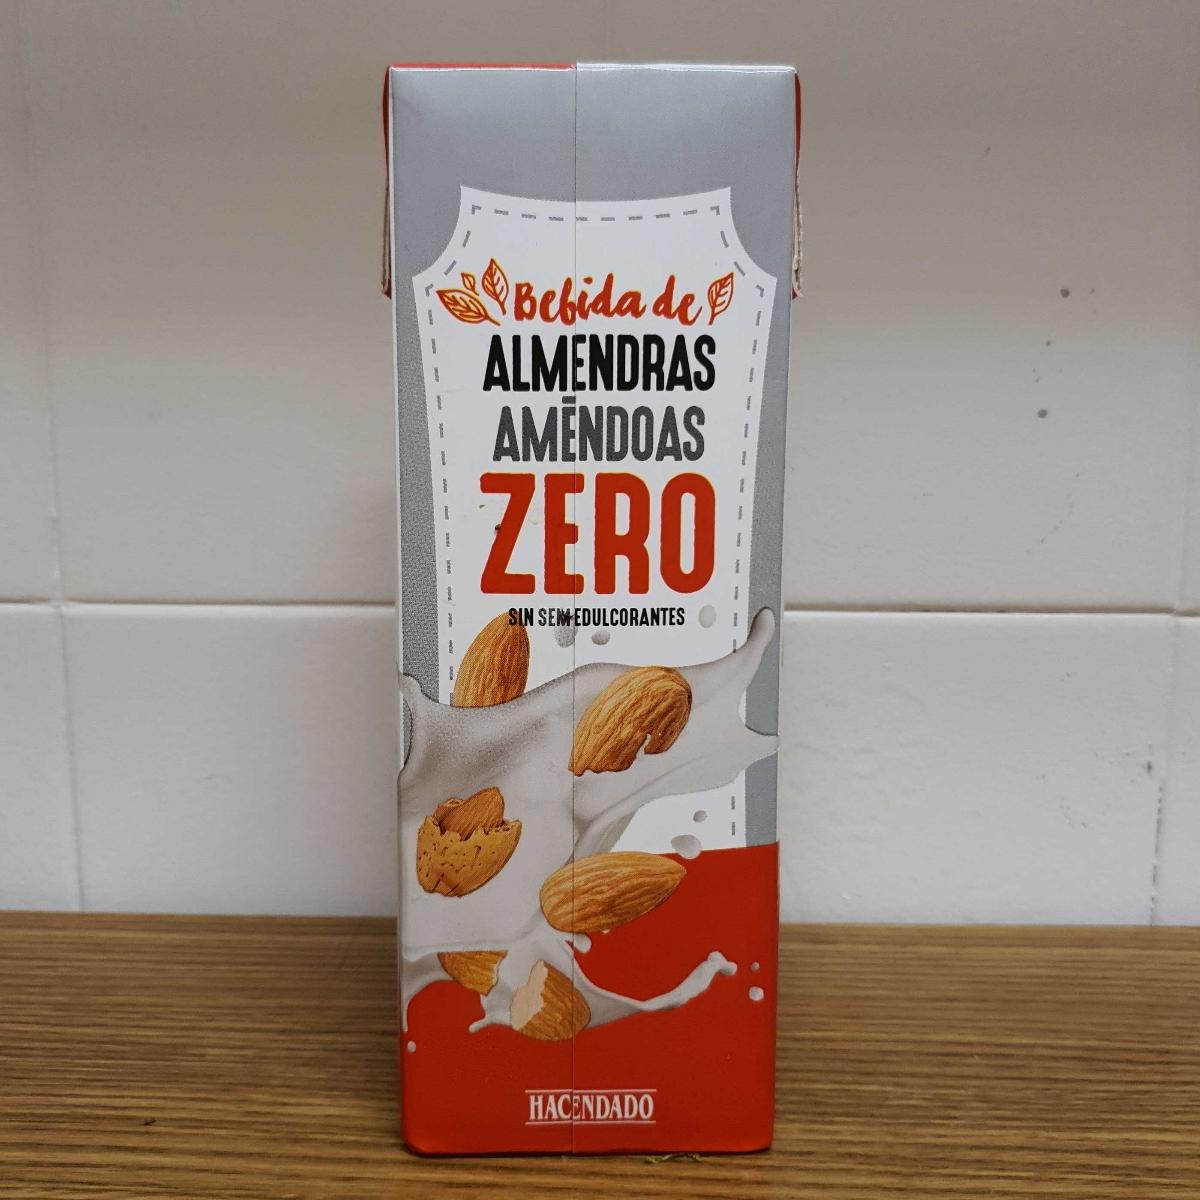 Bebida de
ALMENDRAS
AMÊNDOAS
ZERO
SIN SEM EDULCORANTES
HACENDADO